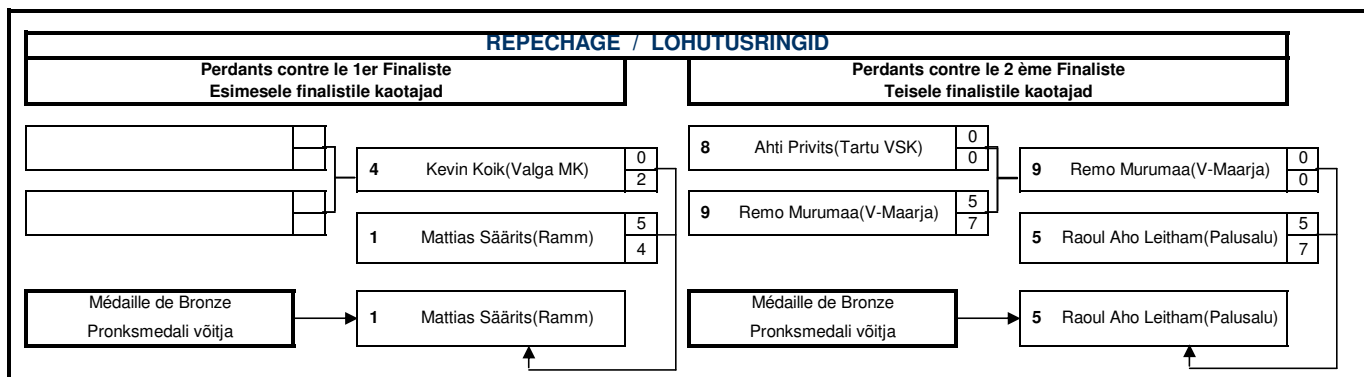 REPECHAGE / LOHUTUSRINGID
Perdants contre le 1er Finaliste
Esimesele finalistile kaotajad
Perdants contre le 2 ème Finaliste
Teisele finalistile kaotajad
4 Kevin Koik(Valga MK) 0
2
1 Mattias Säärits(Ramm) 5
4
Médaille de Bronze
Pronksmedali võitja
1 Mattias Säärits(Ramm)
8 Ahti Privits(Tartu VSK) 0
0
9 Remo Murumaa(V-Maarja) 5
7
9 Remo Murumaa(V-Maarja) 0
0
5 Raoul Aho Leitham(Palusalu) 5
7
Médaille de Bronze
Pronksmedali võitja
5 Raoul Aho Leitham(Palusalu)